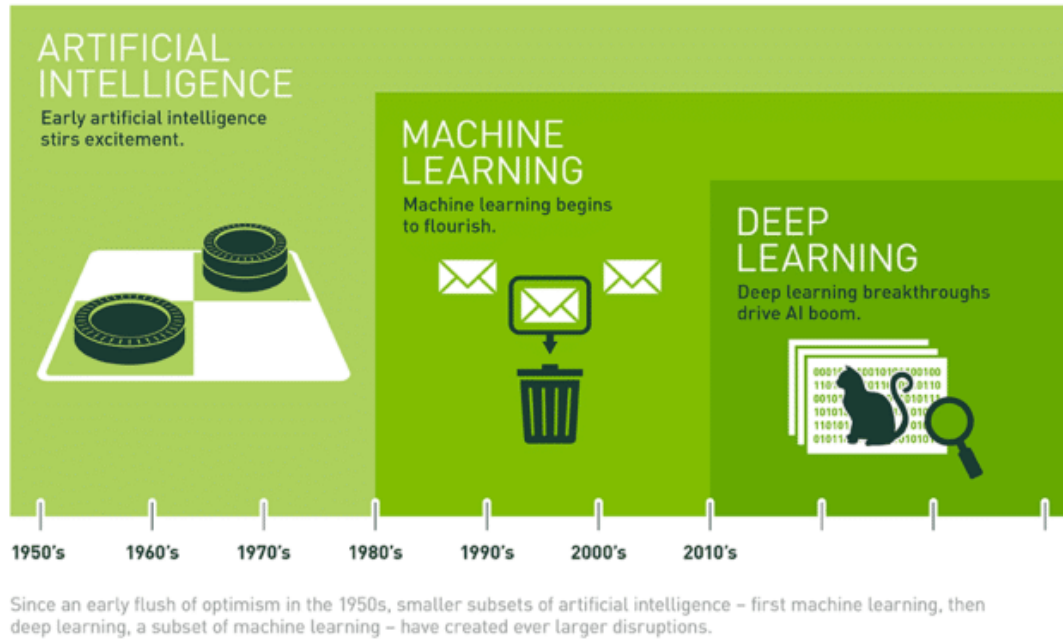 ARTIFICIAL
INTELLIGENCE
Early artificial intelligence
stirs excitement.
MACHINE
LEARNING
Machine learning begins
to flourish.
DEEP
LEARNING
Deep learning breakthroughs
drive AI boom.
1950's 1960's 1970's 1980's 1990's 2000's 2010's
Since an early flush of optimism in the 1950s, smaller subsets of artificial intelligence – first machine learning, then
deep learning, a subset of machine learning – have created ever larger disruptions.